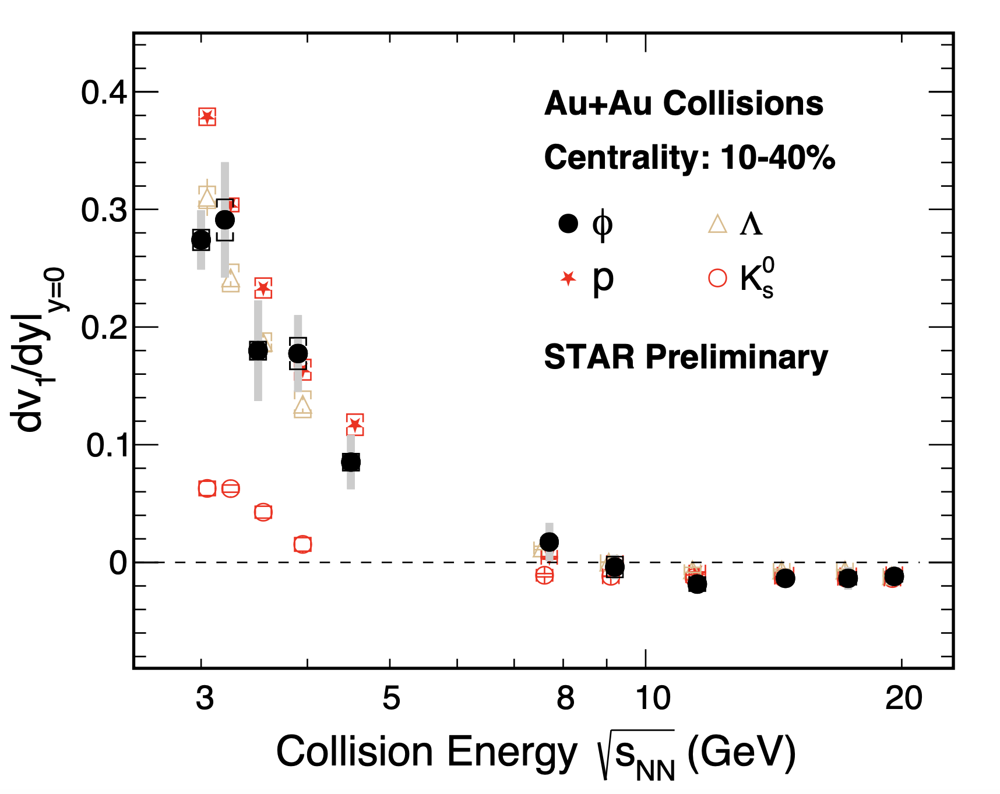 0.4
0.3
0.2
0.1
0
dv₁/dy|y=0
Au+Au Collisions
Centrality: 10-40%
ϕ Λ
p K⁰s
STAR Preliminary
3 5 8 10 20
Collision Energy √sNN (GeV)